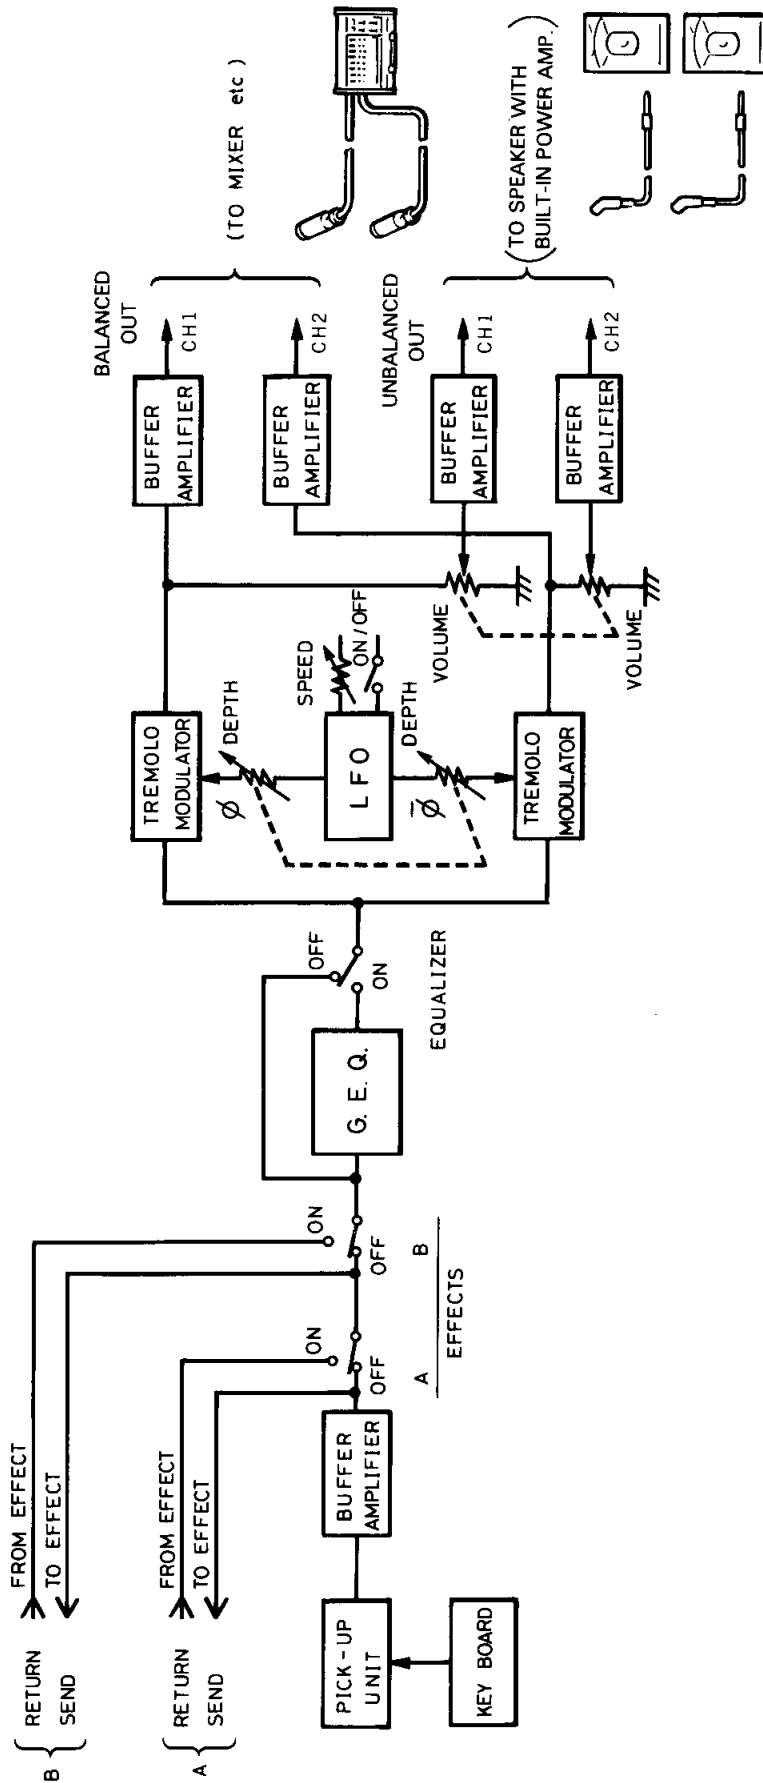 B
RETURN
SEND
FROM EFFECT
TO EFFECT
A
RETURN
SEND
FROM EFFECT
TO EFFECT
PICK-UP
UNIT
KEY BOARD
BUFFER
AMPLIFIER
ON
OFF
ON
OFF
A
B
EFFECTS
G. E. Q.
OFF
ON
EQUALIZER
TREMOLO
MODULATOR
Ø
DEPTH
LFO
SPEED
ON/OFF
Ø̅
DEPTH
TREMOLO
MODULATOR
VOLUME
VOLUME
BUFFER
AMPLIFIER
BALANCED
OUT
CH1
BUFFER
AMPLIFIER
CH2
(TO MIXER etc)
BUFFER
AMPLIFIER
UNBALANCED
OUT
CH1
BUFFER
AMPLIFIER
CH2
(TO SPEAKER WITH
BUILT-IN POWER AMP.)